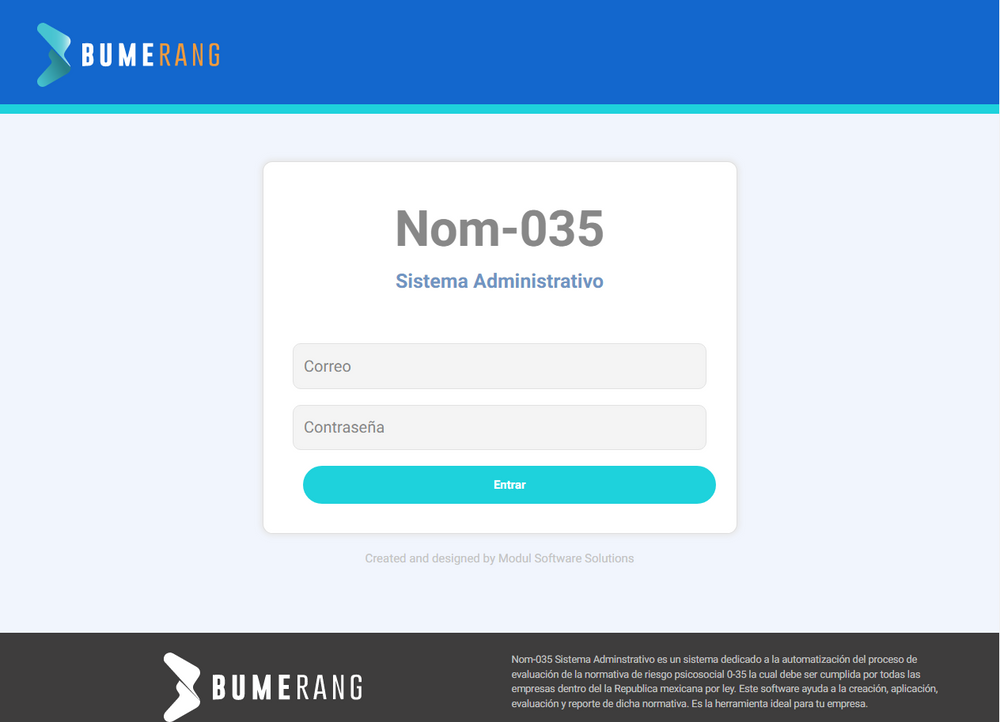 BUMERANG
Nom-035
Sistema Administrativo
Correo
Contraseña
Entrar
Created and designed by Modul Software Solutions
BUMERANG
Nom-035 Sistema Adminstrativo es un sistema dedicado a la automatización del proceso de
evaluación de la normativa de riesgo psicosocial 0-35 la cual debe ser cumplida por todas las
empresas dentro del la Republica mexicana por ley. Este software ayuda a la creación, aplicación,
evaluación y reporte de dicha normativa. Es la herramienta ideal para tu empresa.